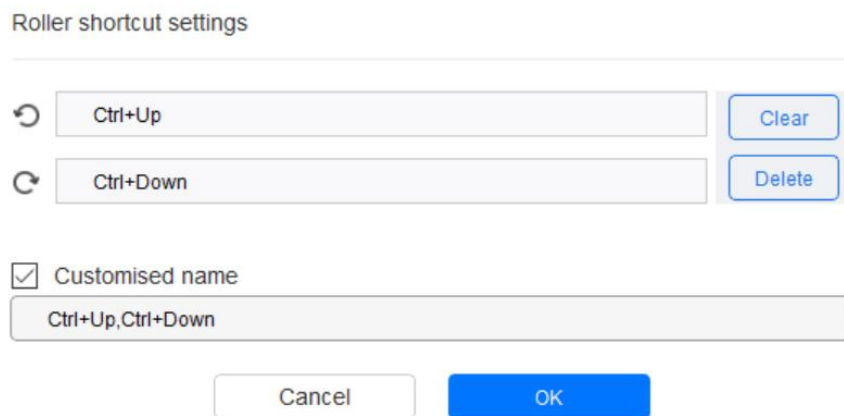 Roller shortcut settings
Ctrl+Up
Clear
Ctrl+Down
Delete
Customised name
Ctrl+Up,Ctrl+Down
Cancel
OK